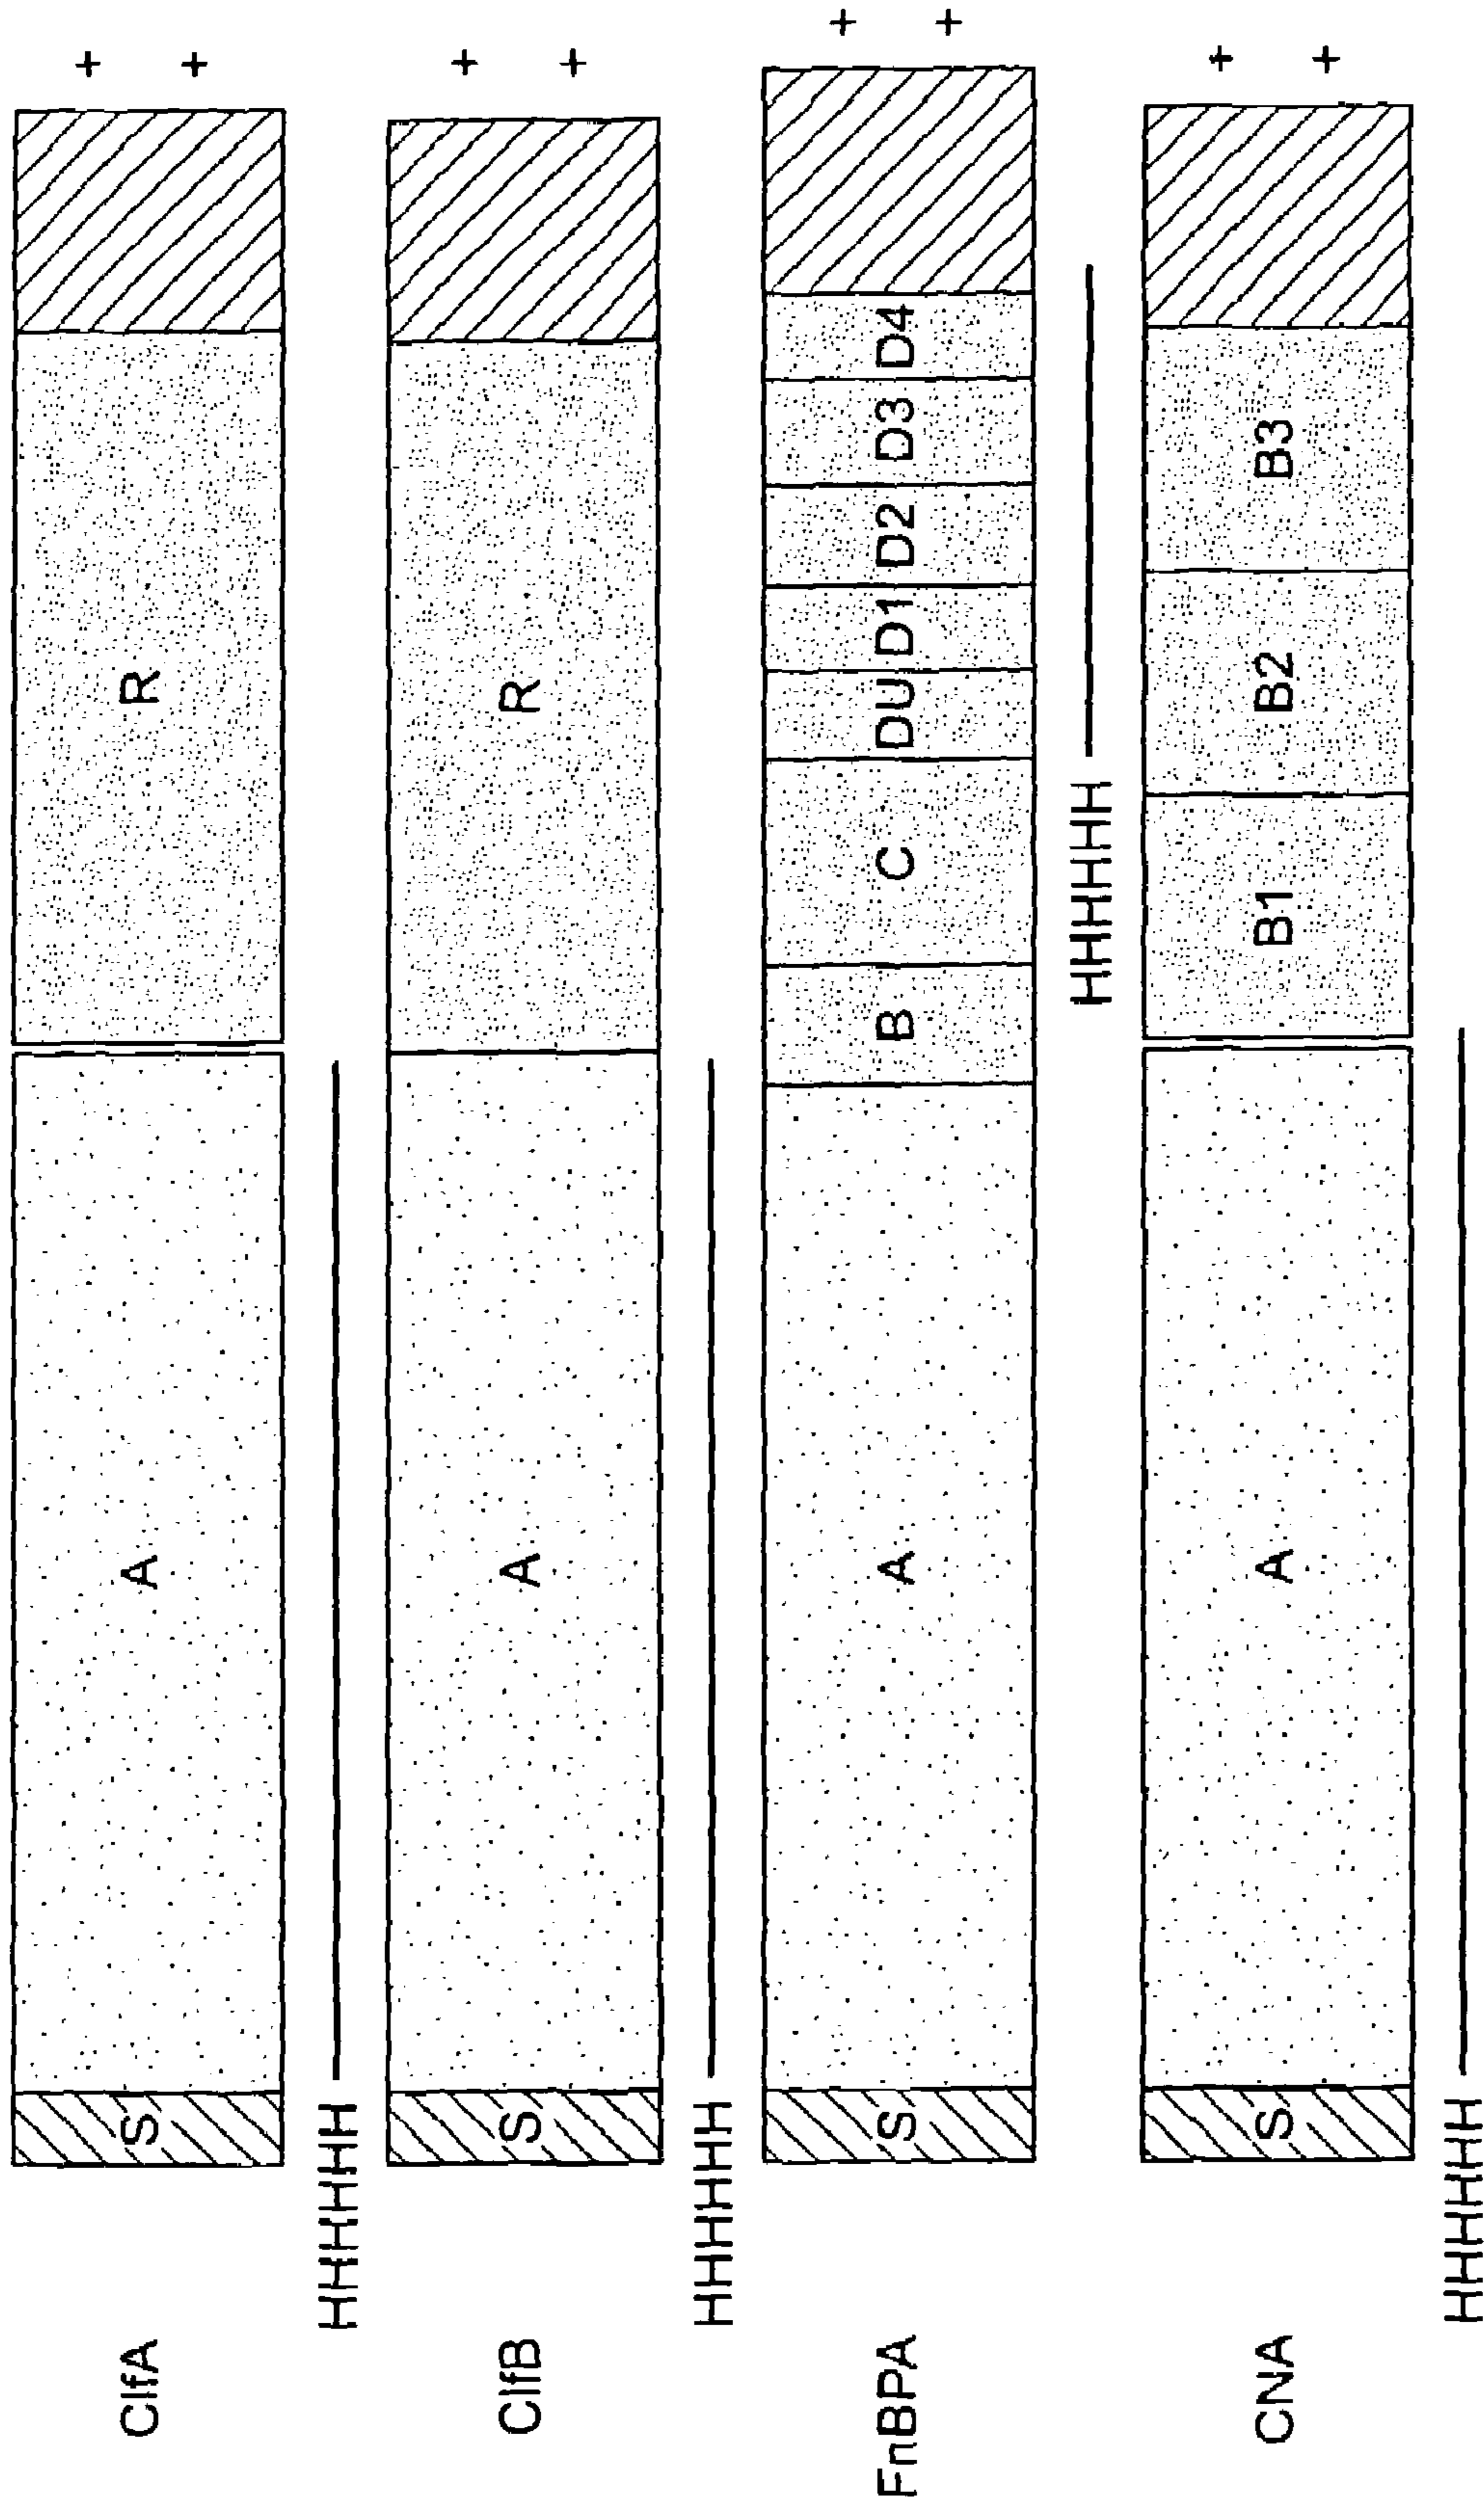 ClfA S A R + +
HHHHHH
ClfB S A R + +
HHHHHH
FnBPA S A B C DU D1 D2 D3 D4 + +
HHHHHH
CNA S A B1 B2 B3 + +
HHHHHH